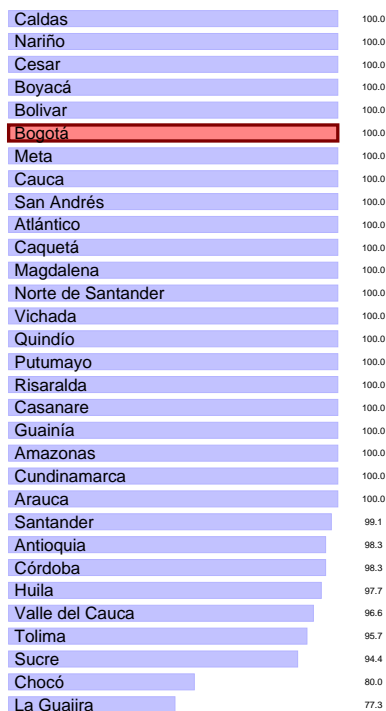 Caldas 100.0
Nariño 100.0
Cesar 100.0
Boyacá 100.0
Bolivar 100.0
Bogotá 100.0
Meta 100.0
Cauca 100.0
San Andrés 100.0
Atlántico 100.0
Caquetá 100.0
Magdalena 100.0
Norte de Santander 100.0
Vichada 100.0
Quindío 100.0
Putumayo 100.0
Risaralda 100.0
Casanare 100.0
Guainía 100.0
Amazonas 100.0
Cundinamarca 100.0
Arauca 100.0
Santander 99.1
Antioquia 98.3
Córdoba 98.3
Huila 97.7
Valle del Cauca 96.6
Tolima 95.7
Sucre 94.4
Chocó 80.0
La Guajira 77.3